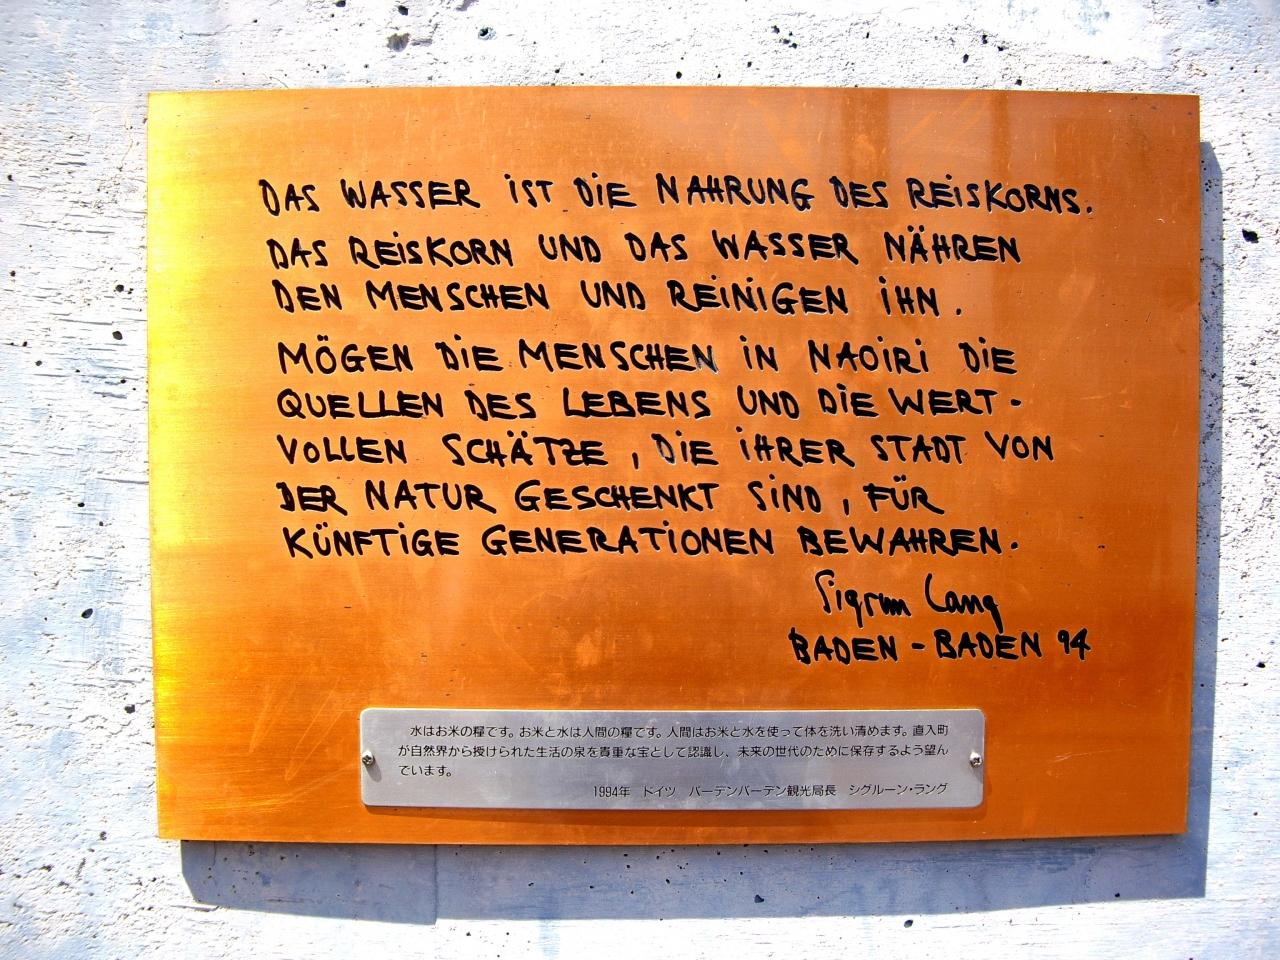 DAS WASSER IST DIE NAHRUNG DES REISKORNS.
DAS REISKORN UND DAS WASSER NÄHREN
DEN MENSCHEN UND REINIGEN IHN.
MÖGEN DIE MENSCHEN IN NAOIRI DIE
QUELLEN DES LEBENS UND DIE WERT-
VOLLEN SCHÄTZE, DIE IHRER STADT VON
DER NATUR GESCHENKT SIND, FÜR
KÜNFTIGE GENERATIONEN BEWAHREN.
Sigrun Lang
BADEN-BADEN 94
水はお米の糧です。お米と水は人間の糧です。人間はお米と水を使って体を洗い清めます。直入町
が自然界から授けられた生活の泉を貴重な宝として認識し、未来の世代のために保存するよう望ん
でいます。
1994年 ドイツ バーデンバーデン観光局長 シグルーン・ラング